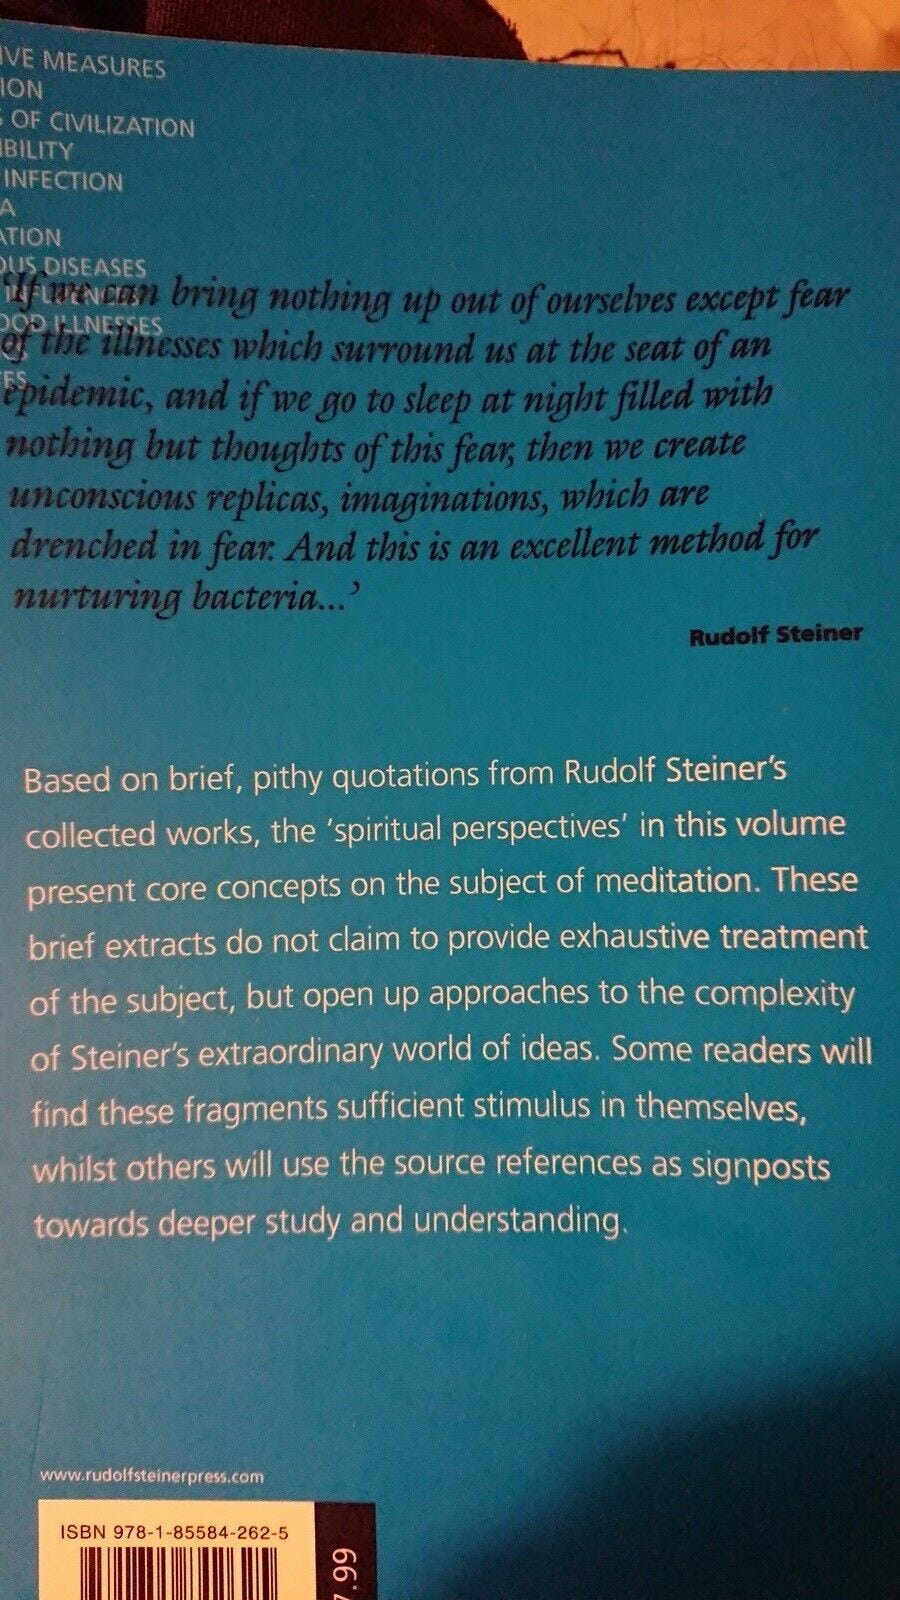 IVE MEASURES
ION
S OF CIVILIZATION
IBILITY
INFECTION
A
ATION
OUS DISEASES
INFLUENCES
OOD ILLNESSES
ES
'If we can bring nothing up out of ourselves except fear
of the illnesses which surround us at the seat of an
epidemic, and if we go to sleep at night filled with
nothing but thoughts of this fear, then we create
unconscious replicas, imaginations, which are
drenched in fear. And this is an excellent method for
nurturing bacteria...'
Rudolf Steiner
Based on brief, pithy quotations from Rudolf Steiner's
collected works, the 'spiritual perspectives' in this volume
present core concepts on the subject of meditation. These
brief extracts do not claim to provide exhaustive treatment
of the subject, but open up approaches to the complexity
of Steiner's extraordinary world of ideas. Some readers will
find these fragments sufficient stimulus in themselves,
whilst others will use the source references as signposts
towards deeper study and understanding.
www.rudolfsteinerpress.com
ISBN 978-1-85584-262-5
.99